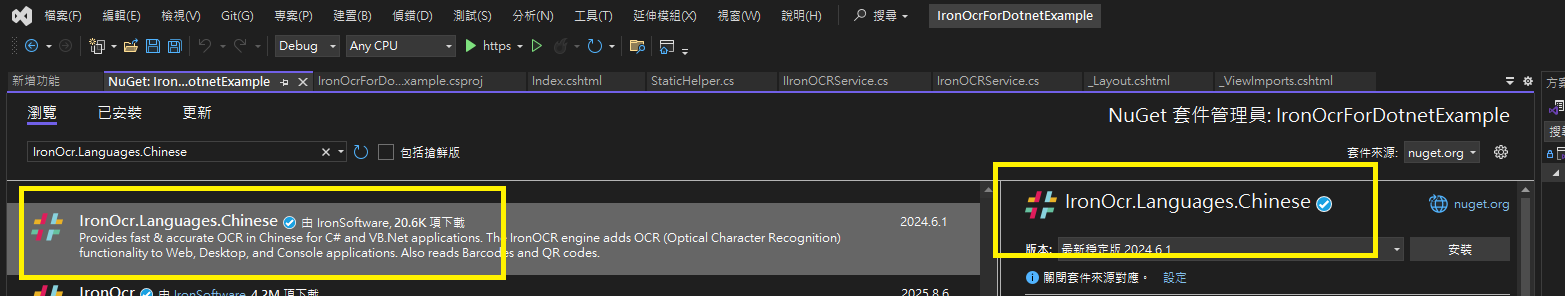 檔案(F) 編輯(E) 檢視(V) Git(G) 專案(P) 建置(B) 偵錯(D) 測試(S) 分析(N) 工具(T) 延伸模組(X) 視窗(W) 說明(H) 搜尋 IronOcrForDotnetExample
Debug Any CPU https
新增功能 NuGet: Iron...otnetExample IronOcrForDo...xample.csproj Index.cshtml StaticHelper.cs IIronOCRService.cs IronOCRService.cs _Layout.cshtml _ViewImports.cshtml 方案
瀏覽 已安裝 更新 NuGet 套件管理員: IronOcrForDotnetExample
搜尋
IronOcr.Languages.Chinese 包括搶鮮版 套件來源: nuget.org
IronOcr.Languages.Chinese 由 IronSoftware, 20.6K 項下載 2024.6.1
Provides fast & accurate OCR in Chinese for C# and VB.Net applications. The IronOCR engine adds OCR (Optical Character Recognition)
functionality to Web, Desktop, and Console applications. Also reads Barcodes and QR codes.
IronOcr 由 IronSoftware, 4.2M 項下載 2025.8.6
IronOcr.Languages.Chinese nuget.org
版本: 最新穩定版 2024.6.1 安裝
關閉套件來源對應。 設定